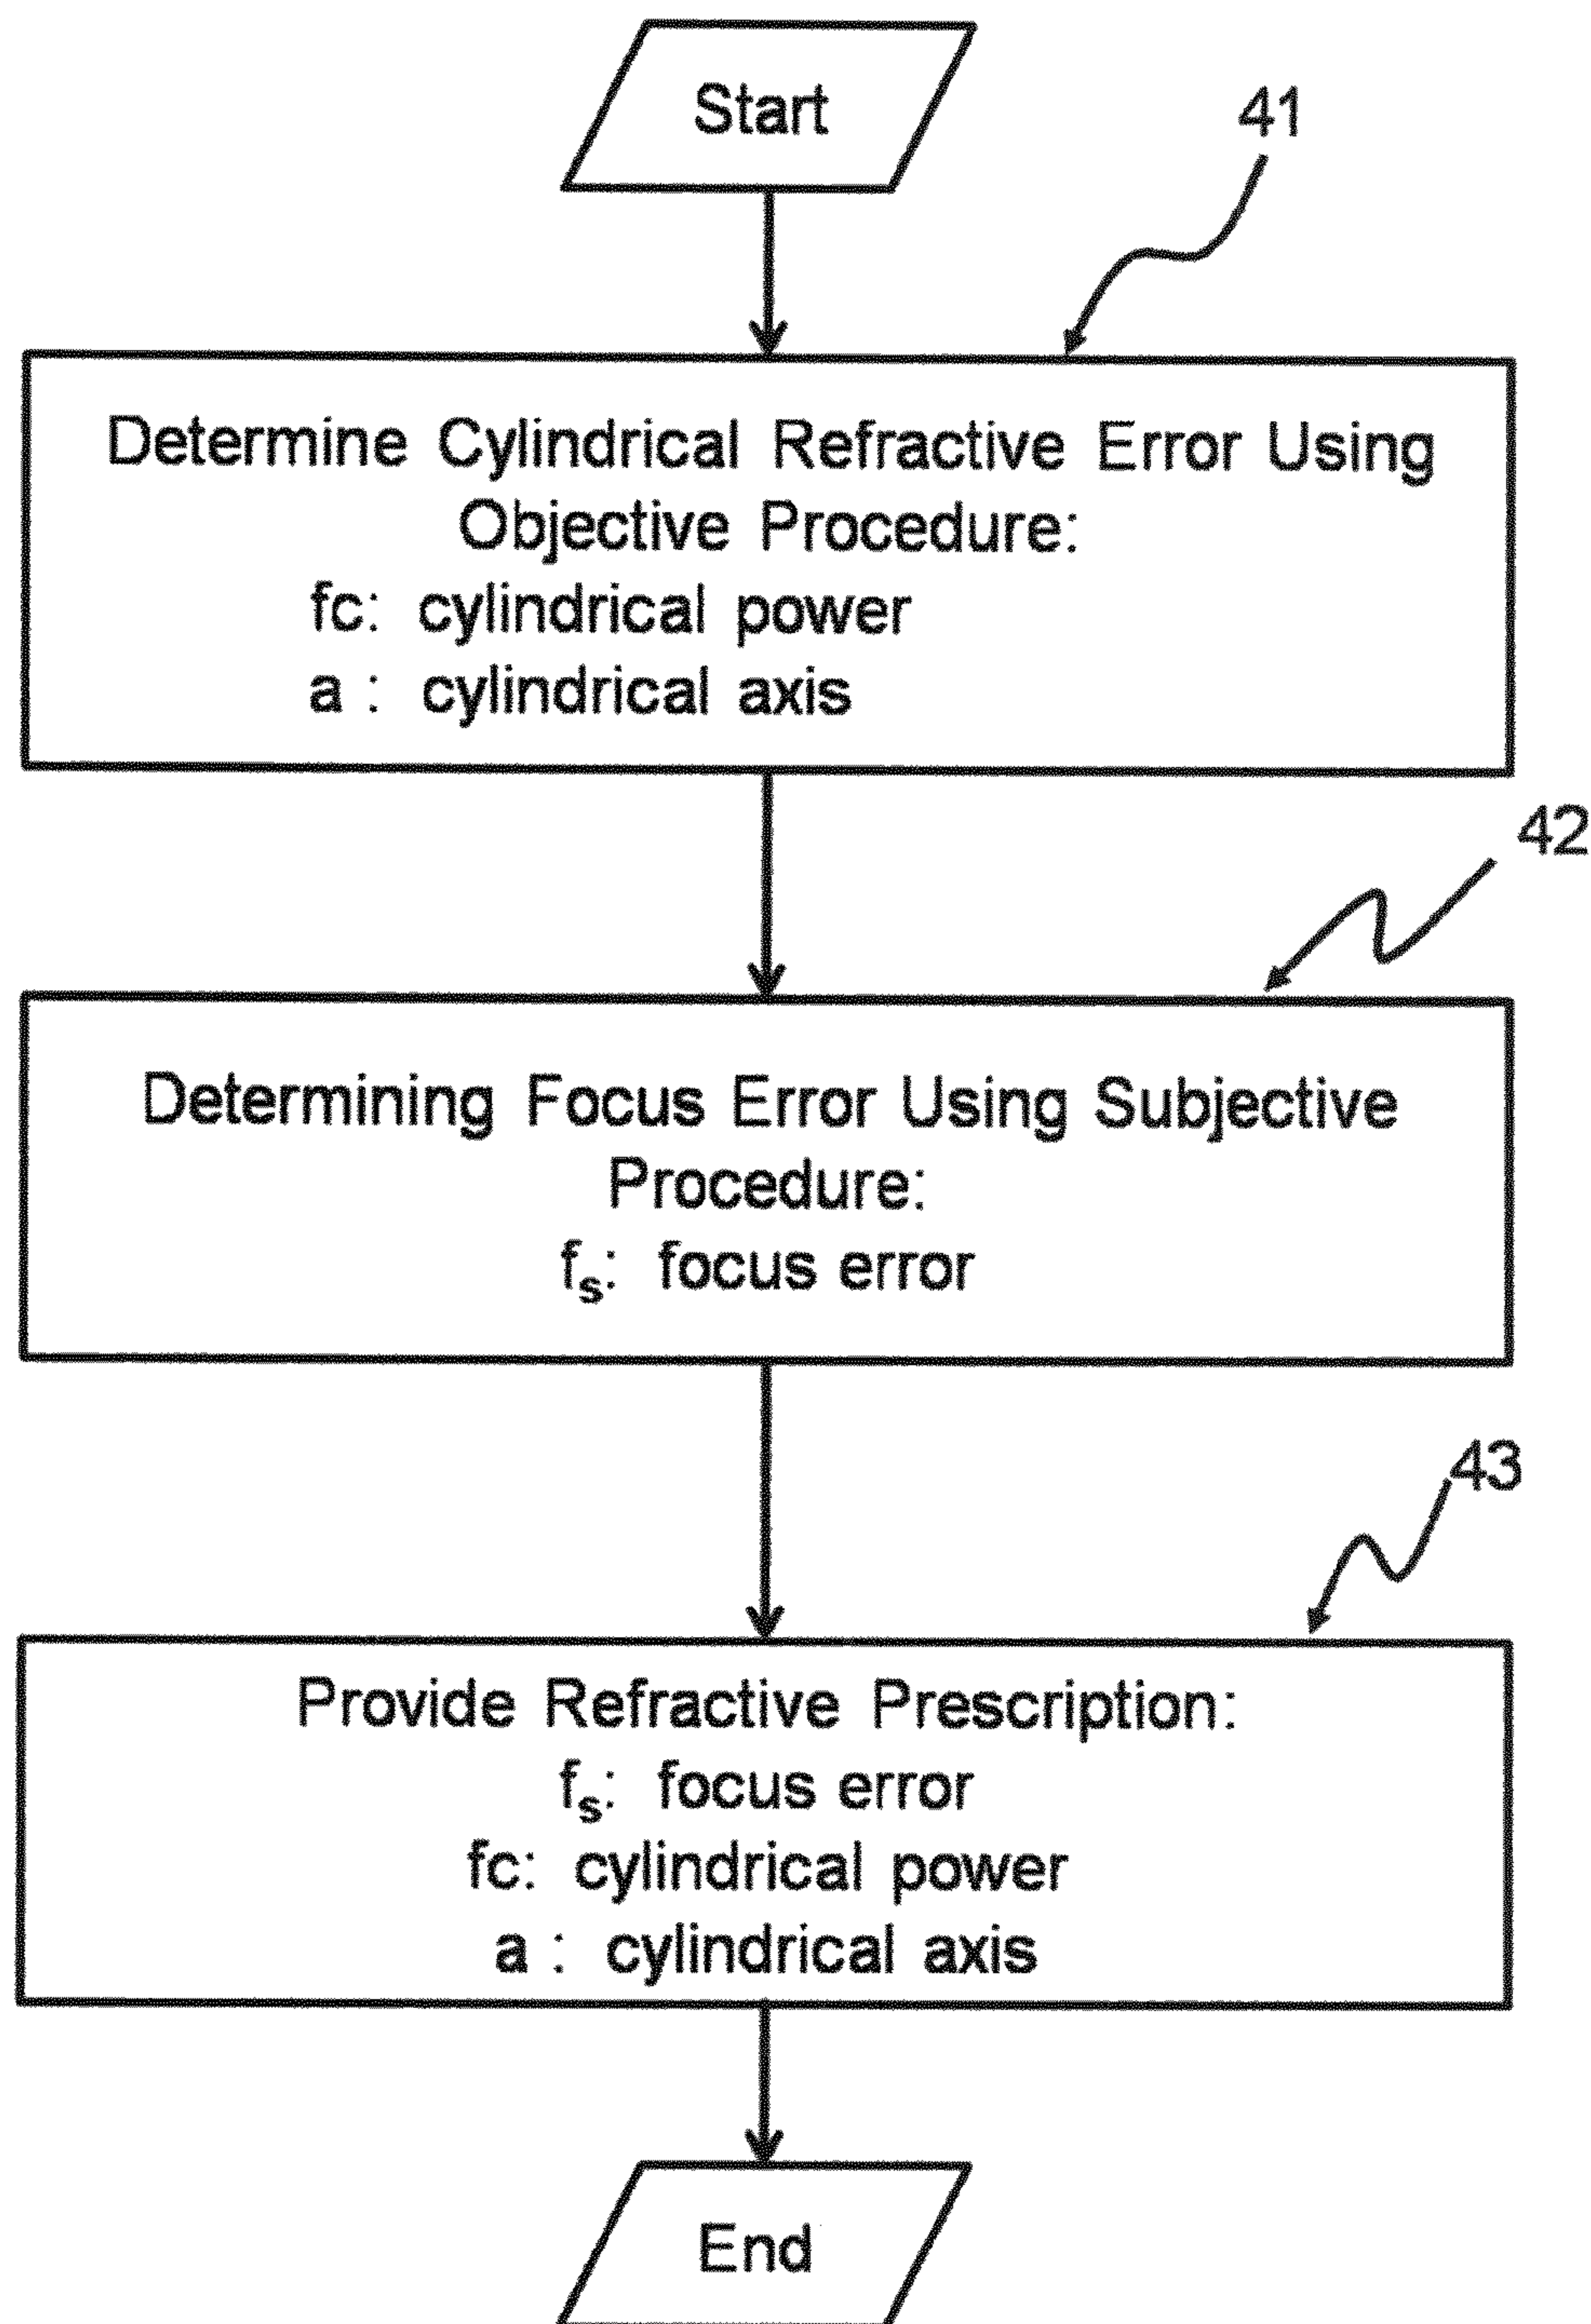 Start
41
Determine Cylindrical Refractive Error Using
Objective Procedure:
fc: cylindrical power
a : cylindrical axis
42
Determining Focus Error Using Subjective
Procedure:
fs: focus error
43
Provide Refractive Prescription:
fs: focus error
fc: cylindrical power
a : cylindrical axis
End